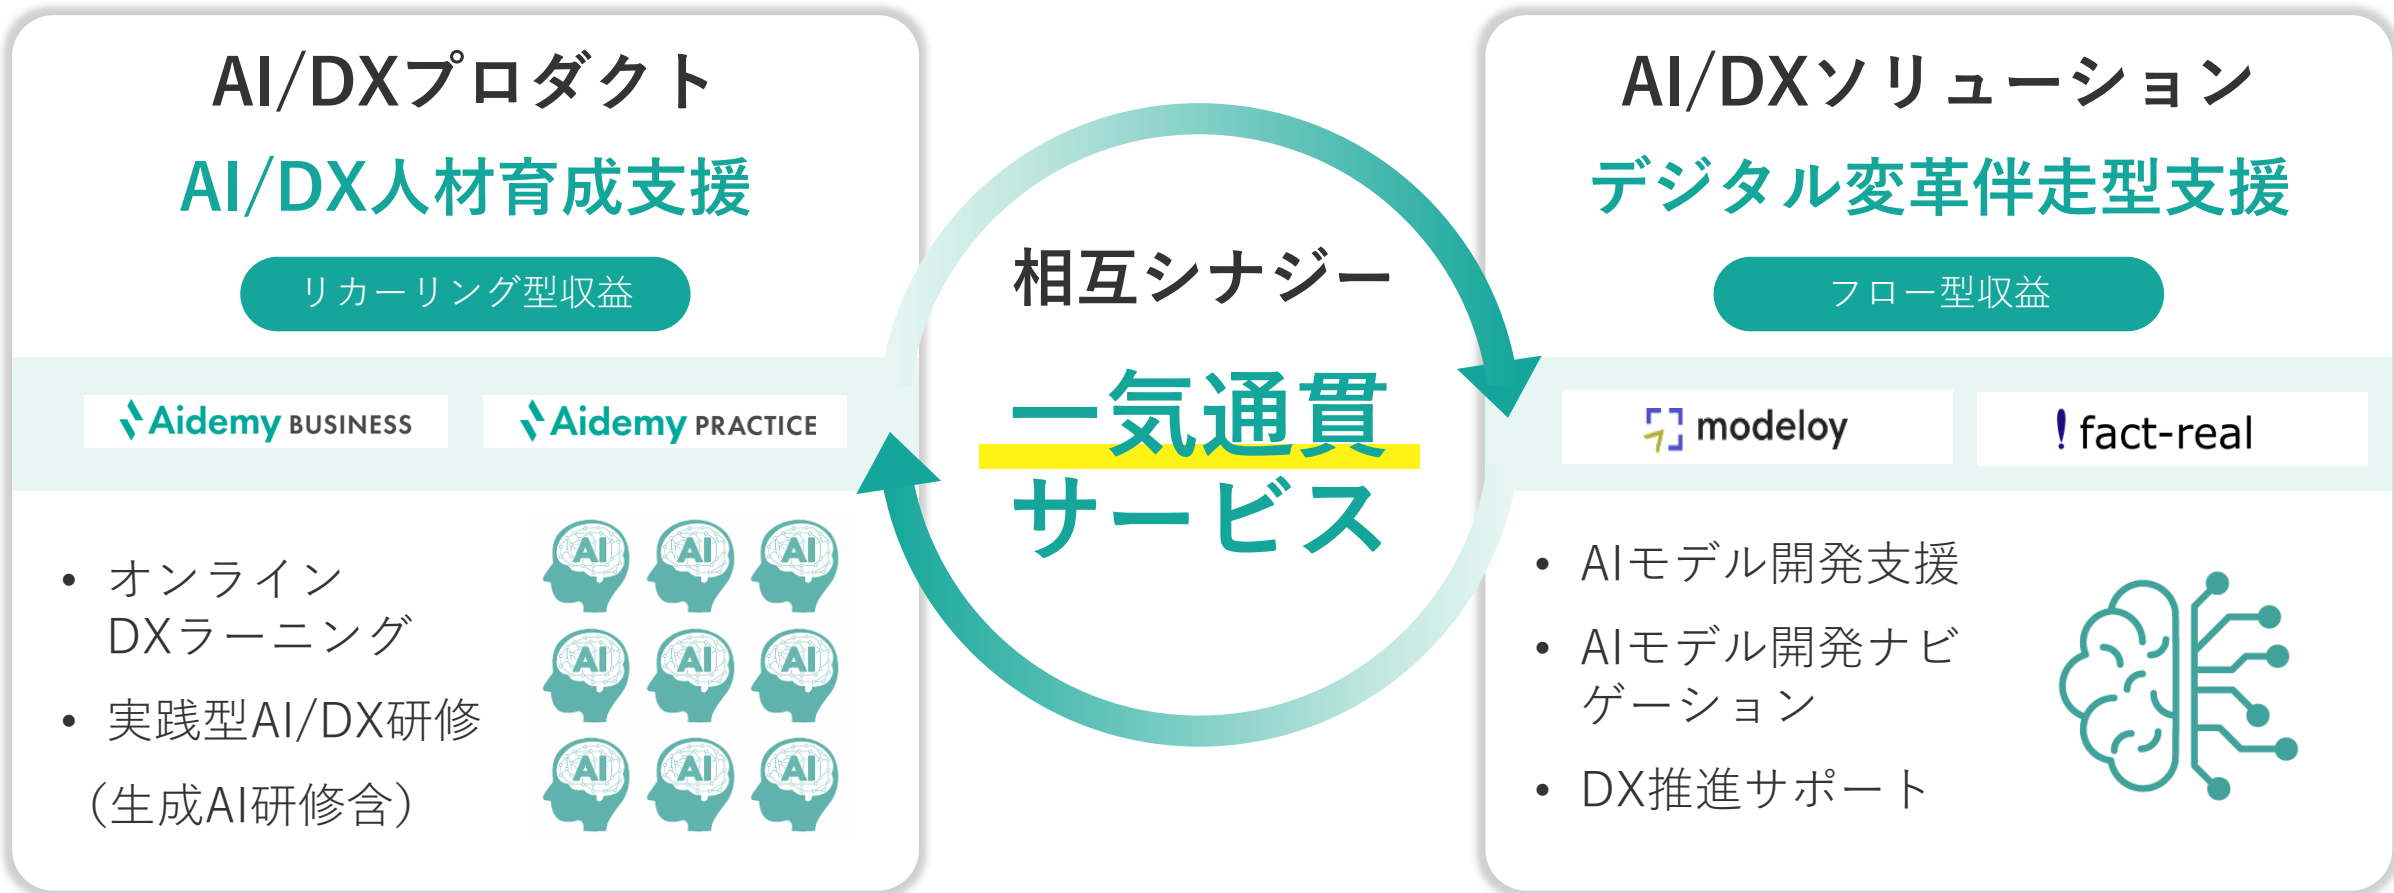 AI/DXプロダクト
AI/DX人材育成支援
リカーリング型収益
Aidemy BUSINESS
Aidemy PRACTICE
• オンライン
DXラーニング
• 実践型AI/DX研修
（生成AI研修含）
AI AI AI
AI AI AI
AI AI AI
相互シナジー
一気通貫
サービス
AI/DXソリューション
デジタル変革伴走型支援
フロー型収益
modeloy
! fact-real
• AIモデル開発支援
• AIモデル開発ナビ
ゲーション
• DX推進サポート